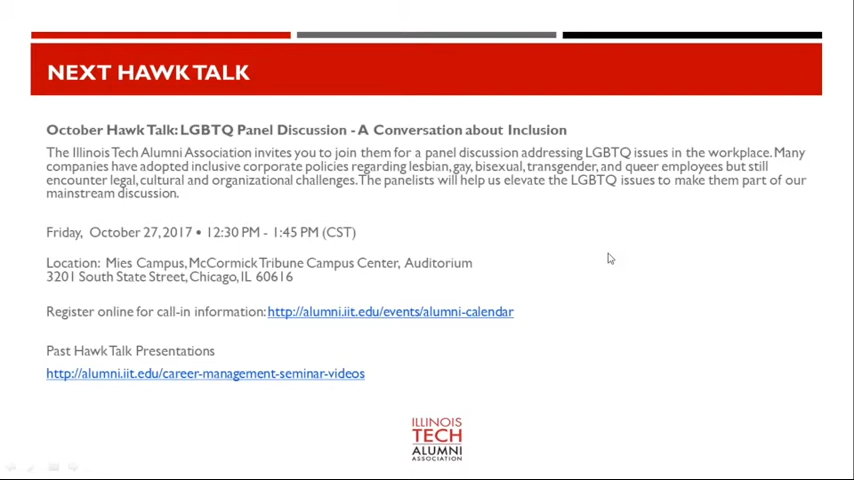 NEXT HAWK TALK
October Hawk Talk: LGBTQ Panel Discussion - A Conversation about Inclusion
The Illinois Tech Alumni Association invites you to join them for a panel discussion addressing LGBTQ issues in the workplace. Many
companies have adopted inclusive corporate policies regarding lesbian, gay, bisexual, transgender, and queer employees but still
encounter legal, cultural and organizational challenges. The panelists will help us elevate the LGBTQ issues to make them part of our
mainstream discussion.
Friday, October 27, 2017 • 12:30 PM - 1:45 PM (CST)
Location: Mies Campus, McCormick Tribune Campus Center, Auditorium
3201 South State Street, Chicago, IL 60616
Register online for call-in information: http://alumni.iit.edu/events/alumni-calendar
Past Hawk Talk Presentations
http://alumni.iit.edu/career-management-seminar-videos
ILLINOIS
TECH
ALUMNI
ASSOCIATION